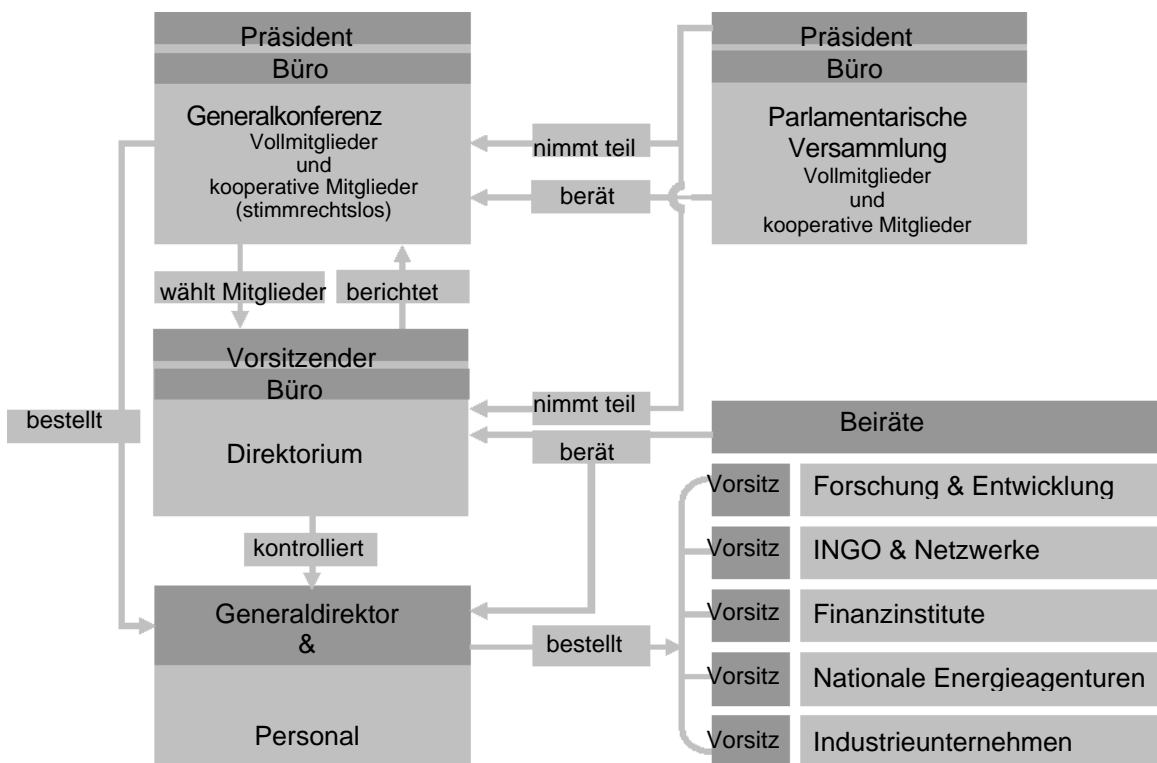 Präsident
Büro
Generalkonferenz
Vollmitglieder
und
kooperative Mitglieder
(stimmrechtslos)
nimmt teil
berät
Präsident
Büro
Parlamentarische
Versammlung
Vollmitglieder
und
kooperative Mitglieder
wählt Mitglieder
berichtet
bestellt
Vorsitzender
Büro
Direktorium
nimmt teil
berät
kontrolliert
Generaldirektor
&
Personal
bestellt
Beiräte
Vorsitz Forschung & Entwicklung
Vorsitz INGO & Netzwerke
Vorsitz Finanzinstitute
Vorsitz Nationale Energieagenturen
Vorsitz Industrieunternehmen